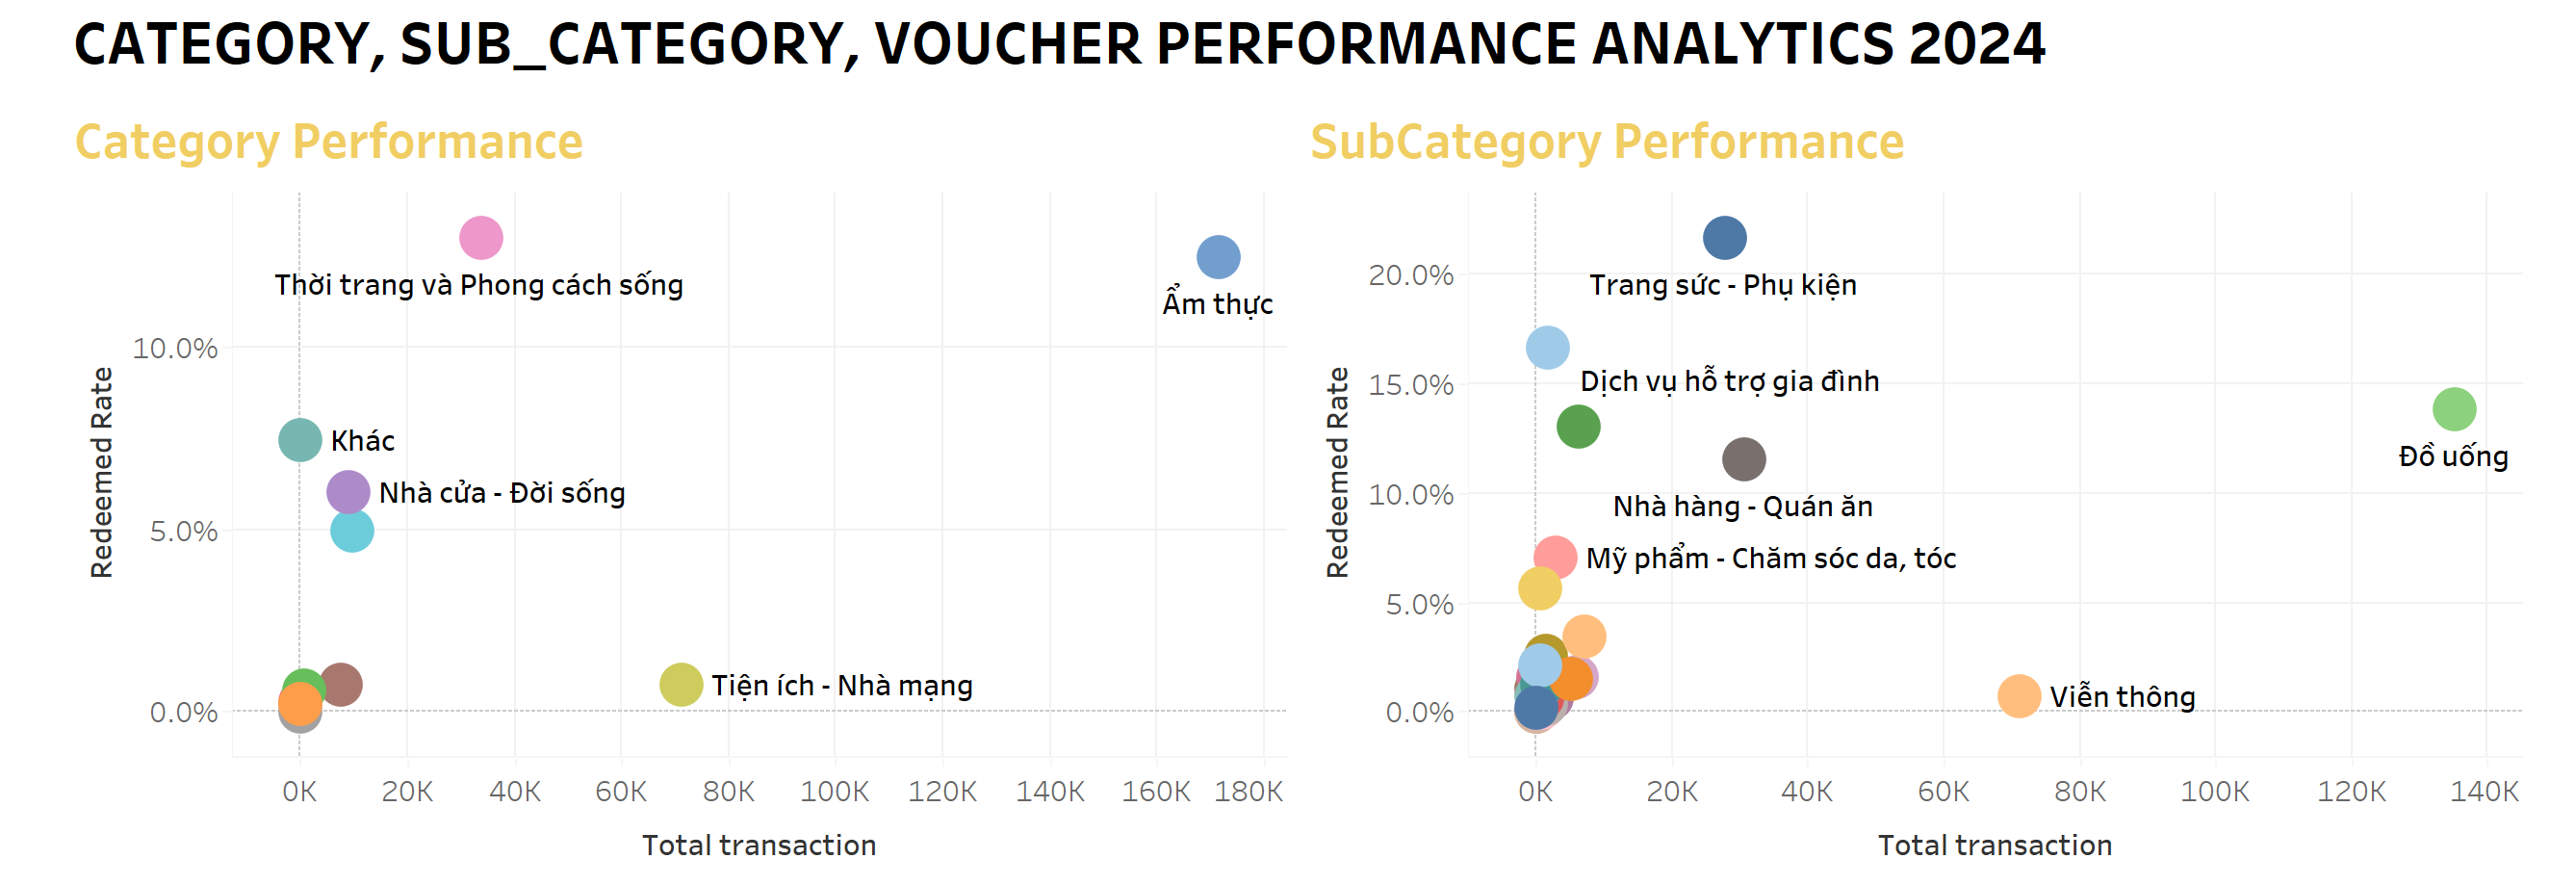 CATEGORY, SUB_CATEGORY, VOUCHER PERFORMANCE ANALYTICS 2024
Category Performance
Thời trang và Phong cách sống
Ẩm thực
10.0%
Khác
Nhà cửa - Đời sống
5.0%
Tiện ích - Nhà mạng
0.0%
Redeemed Rate
0K 20K 40K 60K 80K 100K 120K 140K 160K 180K
Total transaction
SubCategory Performance
20.0%
Trang sức - Phụ kiện
15.0%
Dịch vụ hỗ trợ gia đình
Đồ uống
10.0%
Nhà hàng - Quán ăn
Mỹ phẩm - Chăm sóc da, tóc
5.0%
Viễn thông
0.0%
Redeemed Rate
0K 20K 40K 60K 80K 100K 120K 140K
Total transaction